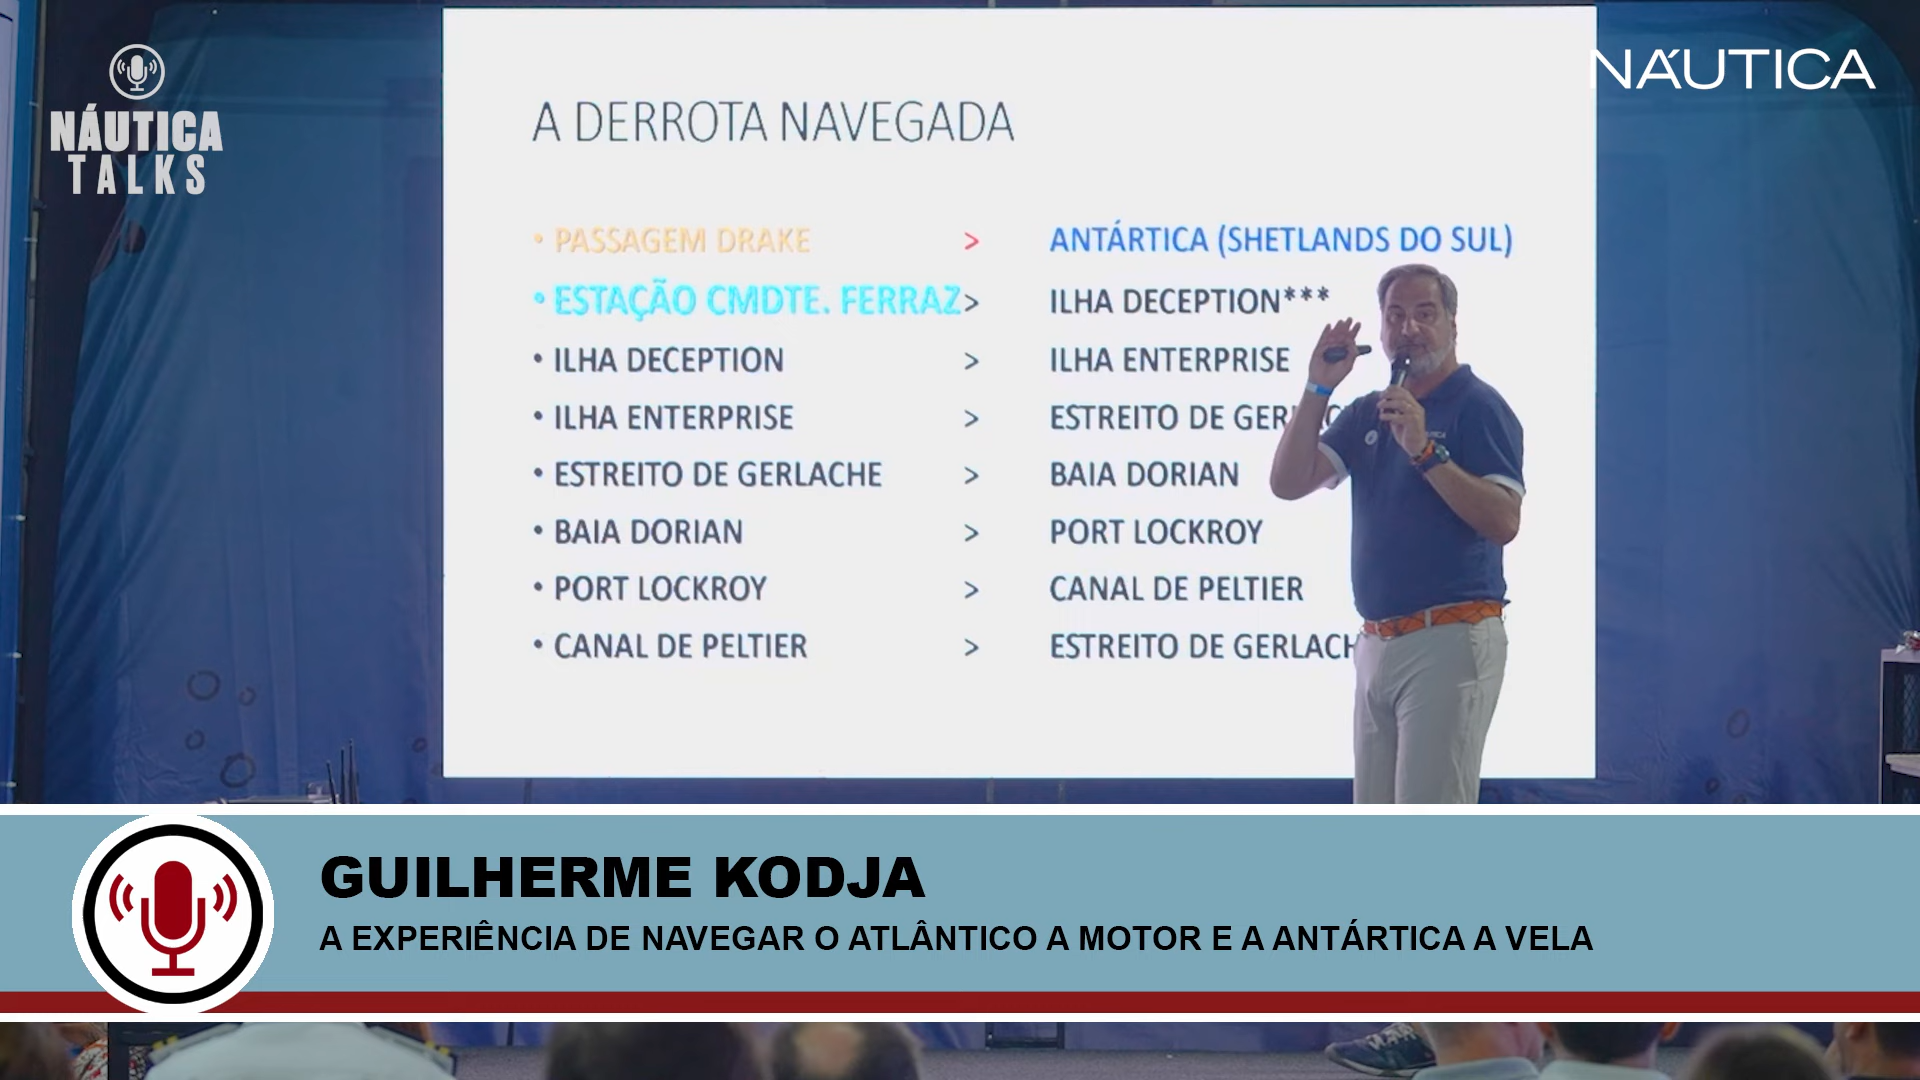 NÁUTICA
TALKS
NÁUTICA
A DERROTA NAVEGADA
• PASSAGEM DRAKE > ANTÁRTICA (SHETLANDS DO SUL)
• ESTAÇÃO CMDTE. FERRAZ > ILHA DECEPTION***
• ILHA DECEPTION > ILHA ENTERPRISE
• ILHA ENTERPRISE > ESTREITO DE
• ESTREITO DE GERLACHE > BAIA DORIAN
• BAIA DORIAN > PORT LOCKROY
• PORT LOCKROY > CANAL DE PELTIER
• CANAL DE PELTIER > ESTREITO DE GERLACH
GUILHERME KODJA
A EXPERIÊNCIA DE NAVEGAR O ATLÂNTICO A MOTOR E A ANTÁRTICA A VELA